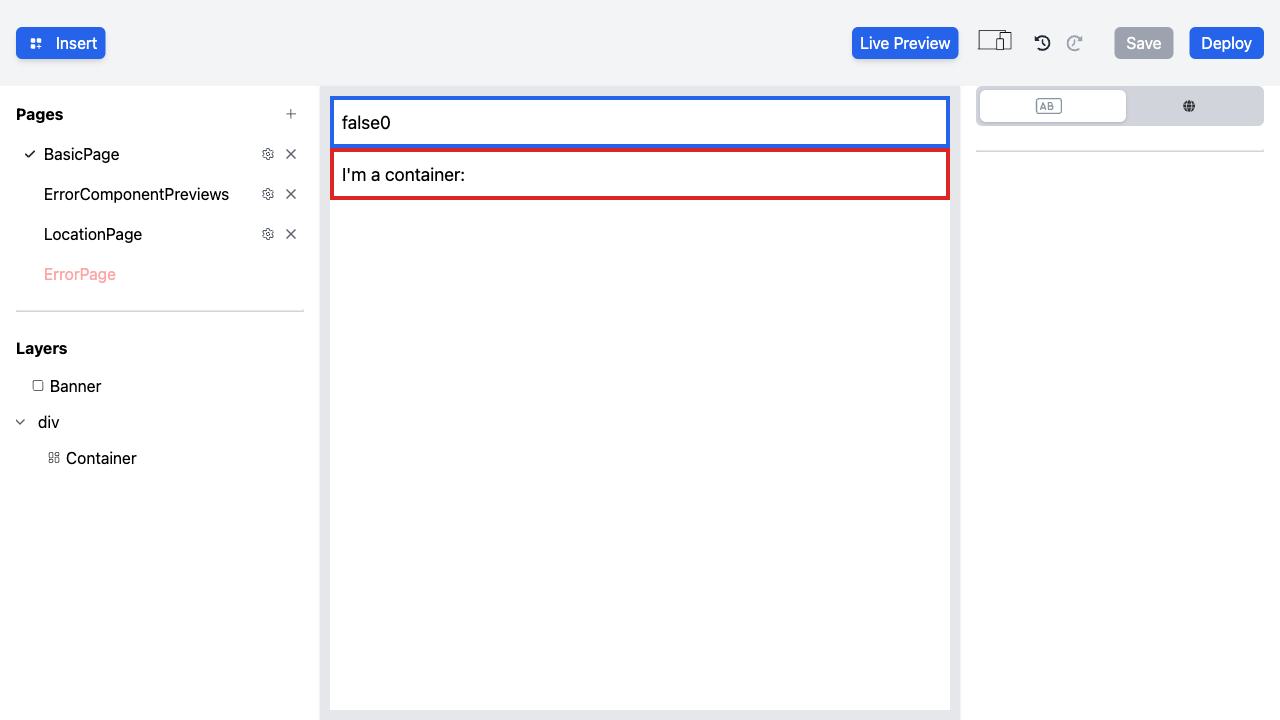 Insert
Live Preview
Save
Deploy
Pages
BasicPage
ErrorComponentPreviews
LocationPage
ErrorPage
Layers
Banner
div
Container
false0
I'm a container:
AB